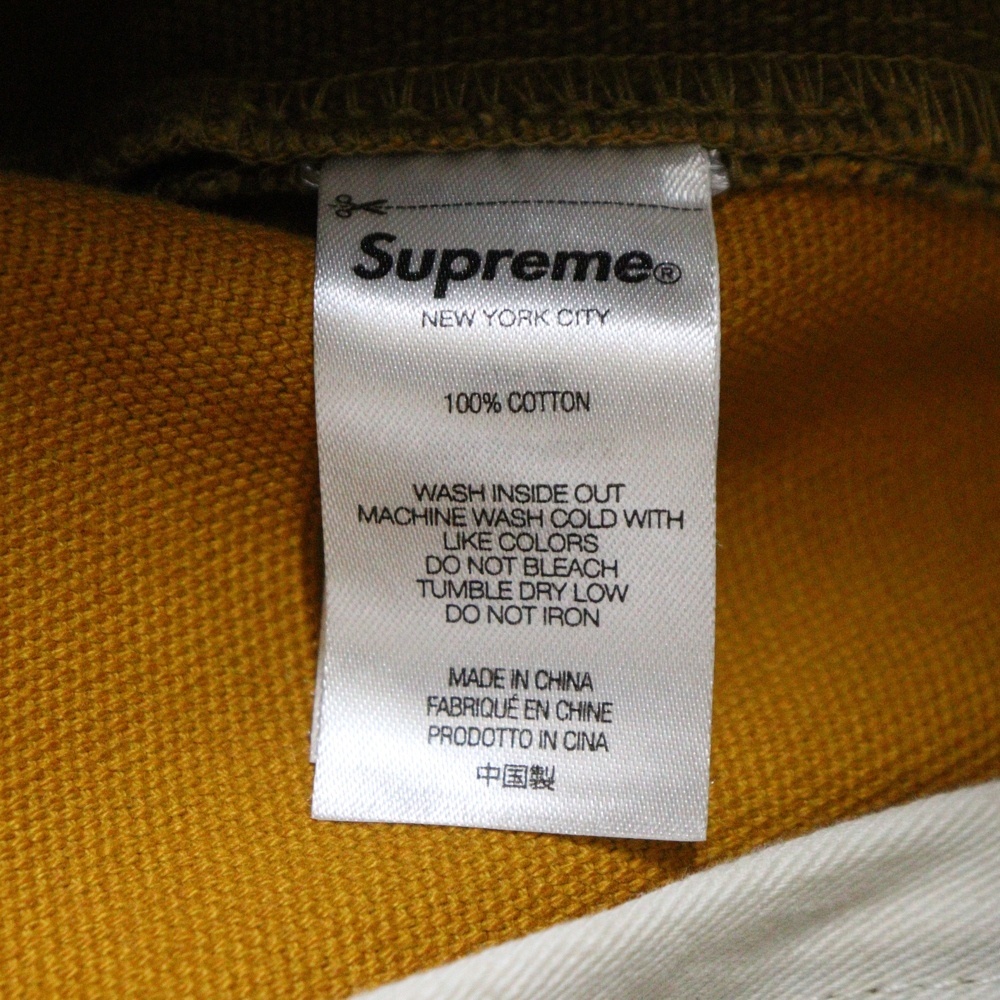 Supreme®
NEW YORK CITY
100% COTTON
WASH INSIDE OUT
MACHINE WASH COLD WITH
LIKE COLORS
DO NOT BLEACH
TUMBLE DRY LOW
DO NOT IRON
MADE IN CHINA
FABRIQUÉ EN CHINE
PRODOTTO IN CINA
中国製